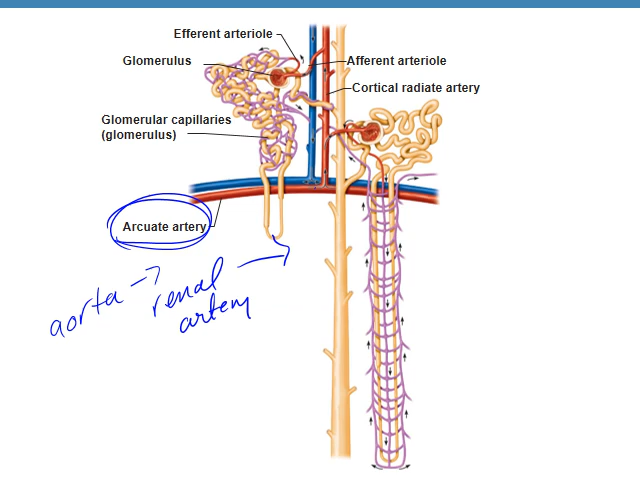 Efferent arteriole
Glomerulus
Afferent arteriole
Cortical radiate artery
Glomerular capillaries
(glomerulus)
Arcuate artery
aorta → renal →
artery